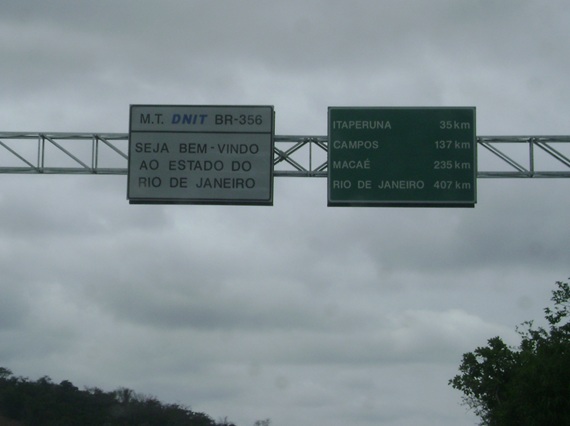 M.T. DNIT BR-356
SEJA BEM-VINDO
AO ESTADO DO
RIO DE JANEIRO
ITAPERUNA 35 km
CAMPOS 137 km
MACAÉ 235 km
RIO DE JANEIRO 407 km